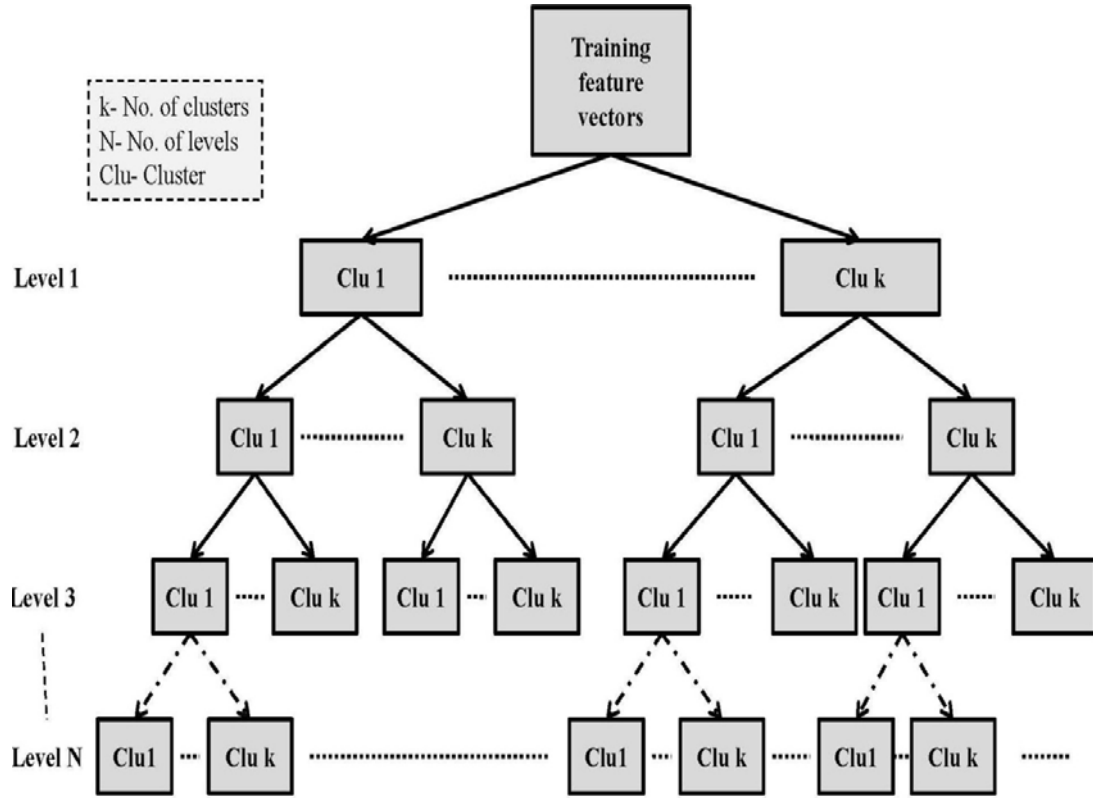 Training
feature
vectors
k- No. of clusters
N- No. of levels
Clu- Cluster
Level 1
Clu 1
Clu k
Level 2
Clu 1
Clu k
Clu 1
Clu k
Level 3
Clu 1
Clu k
Clu 1
Clu k
Clu 1
Clu k
Clu 1
Clu k
Level N
Clu1
Clu k
Clu1
Clu k
Clu1
Clu k